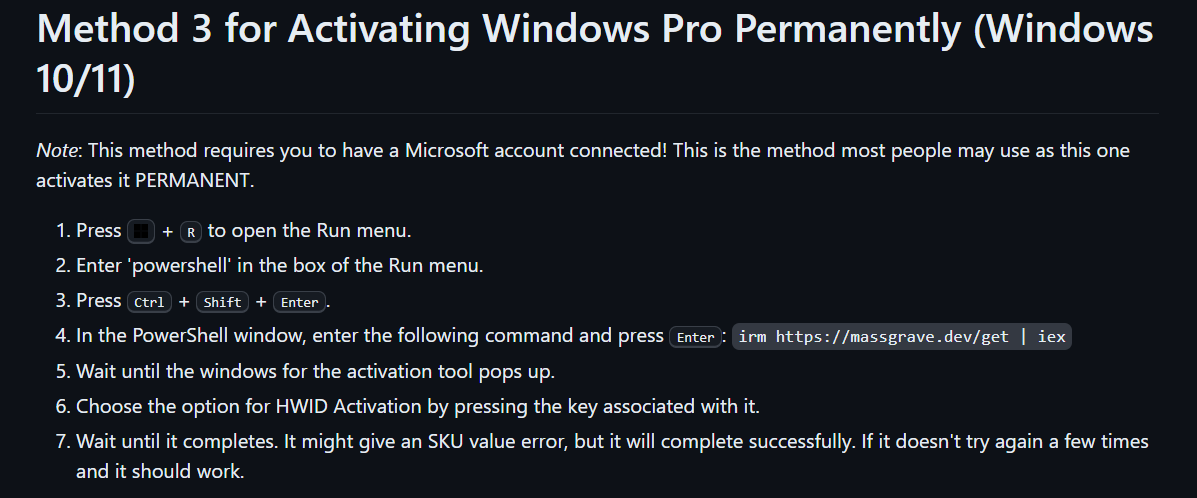 Method 3 for Activating Windows Pro Permanently (Windows
10/11)
Note: This method requires you to have a Microsoft account connected! This is the method most people may use as this one
activates it PERMANENT.
1. Press + R to open the Run menu.
2. Enter 'powershell' in the box of the Run menu.
3. Press Ctrl + Shift + Enter.
4. In the PowerShell window, enter the following command and press Enter: irm https://massgrave.dev/get | iex
5. Wait until the windows for the activation tool pops up.
6. Choose the option for HWID Activation by pressing the key associated with it.
7. Wait until it completes. It might give an SKU value error, but it will complete successfully. If it doesn't try again a few times
and it should work.